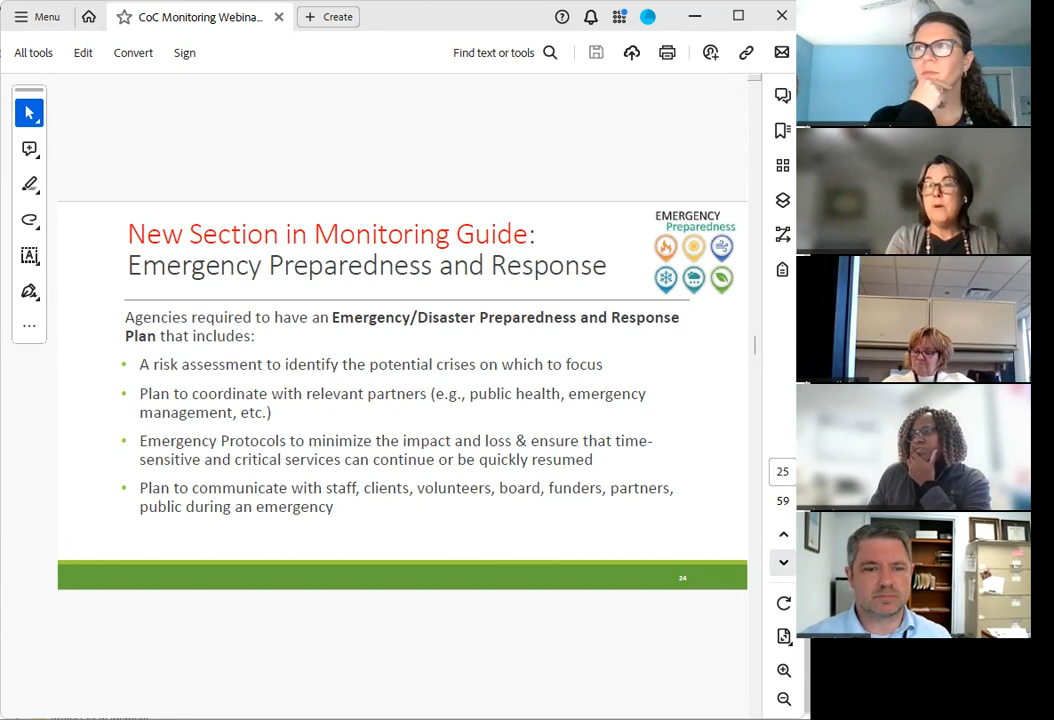 Menu
CoC Monitoring Webina...
Create
All tools
Edit
Convert
Sign
Find text or tools
New Section in Monitoring Guide:
Emergency Preparedness and Response
EMERGENCY
Preparedness
Agencies required to have an Emergency/Disaster Preparedness and Response
Plan that includes:
• A risk assessment to identify the potential crises on which to focus
• Plan to coordinate with relevant partners (e.g., public health, emergency
management, etc.)
• Emergency Protocols to minimize the impact and loss & ensure that time-
sensitive and critical services can continue or be quickly resumed
• Plan to communicate with staff, clients, volunteers, board, funders, partners,
public during an emergency
24
25
59